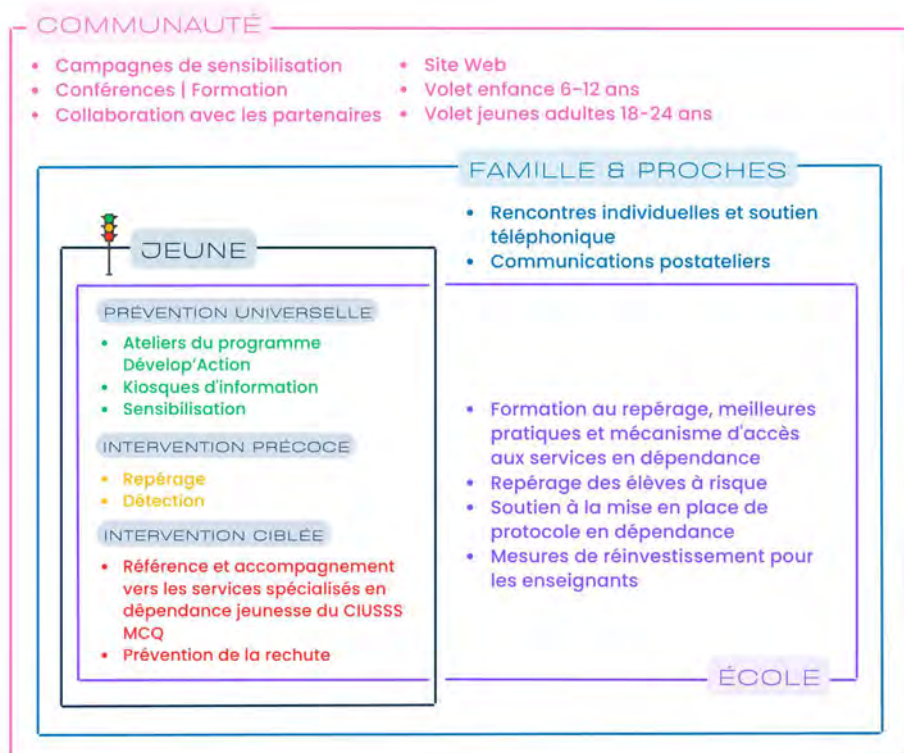 COMMUNAUTÉ
• Campagnes de sensibilisation
• Conférences | Formation
• Collaboration avec les partenaires
• Site Web
• Volet enfance 6-12 ans
• Volet jeunes adultes 18-24 ans
FAMILLE & PROCHES
• Rencontres individuelles et soutien
téléphonique
• Communications postateliers
JEUNE
PRÉVENTION UNIVERSELLE
• Ateliers du programme
Dévelop'Action
• Kiosques d'information
• Sensibilisation
INTERVENTION PRÉCOCE
• Repérage
• Détection
INTERVENTION CIBLÉE
• Référence et accompagnement
vers les services spécialisés en
dépendance jeunesse du CIUSSS
MCQ
• Prévention de la rechute
• Formation au repérage, meilleures
pratiques et mécanisme d'accès
aux services en dépendance
• Repérage des élèves à risque
• Soutien à la mise en place de
protocole en dépendance
• Mesures de réinvestissement pour
les enseignants
ÉCOLE